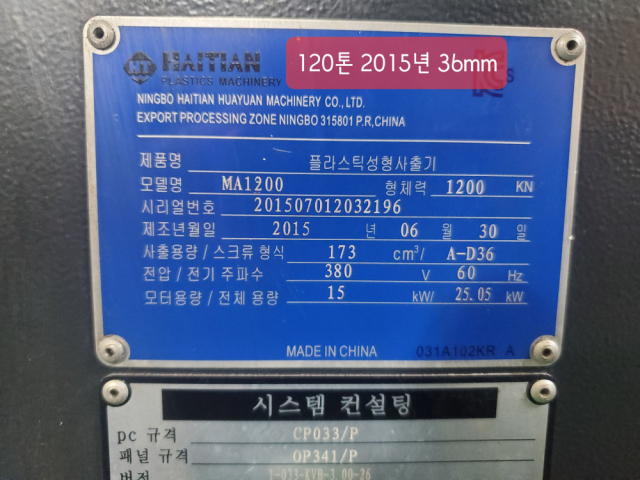 HAITIAN
PLASTICS MACHINERY
120톤 2015년 36mm
S
NINGBO HAITIAN HUAYUAN MACHINERY CO., LTD.
EXPORT PROCESSING ZONE NINGBO 315801 P.R,CHINA
제품명 플라스틱성형사출기
모델명 MA1200 형체력 1200 KN
시리얼번호 201507012032196
제조년월일 2015 년 06 월 30 일
사출용량 / 스크류 형식 173 cm³/ A-D36
전압 / 전기 주파수 380 V 60 Hz
모터용량 / 전체 용량 15 kW/ 25.05 kW
MADE IN CHINA 031A102KR A
시스템 컨설팅
pc 규격 CP033/P
패널 규격 OP341/P
버전